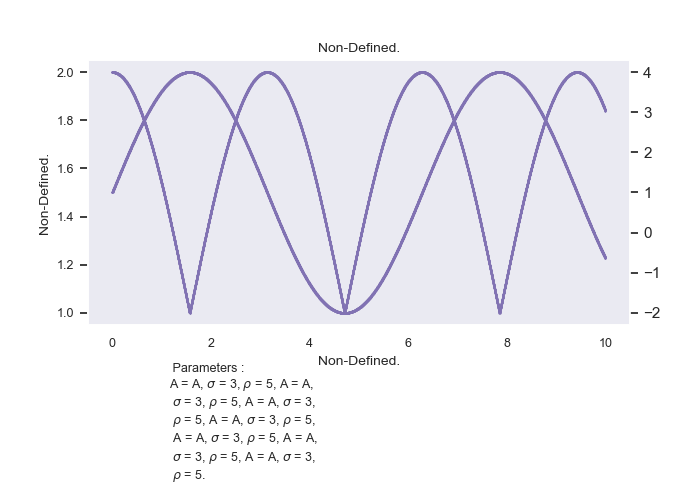 Non-Defined.
2.0
1.8
1.6
1.4
1.2
1.0
Non-Defined.
4
3
2
1
0
−1
−2
0 2 4 6 8 10
Non-Defined.
Parameters :
A = A, σ = 3, ρ = 5, A = A,
σ = 3, ρ = 5, A = A, σ = 3,
ρ = 5, A = A, σ = 3, ρ = 5,
A = A, σ = 3, ρ = 5, A = A,
σ = 3, ρ = 5, A = A, σ = 3,
ρ = 5.